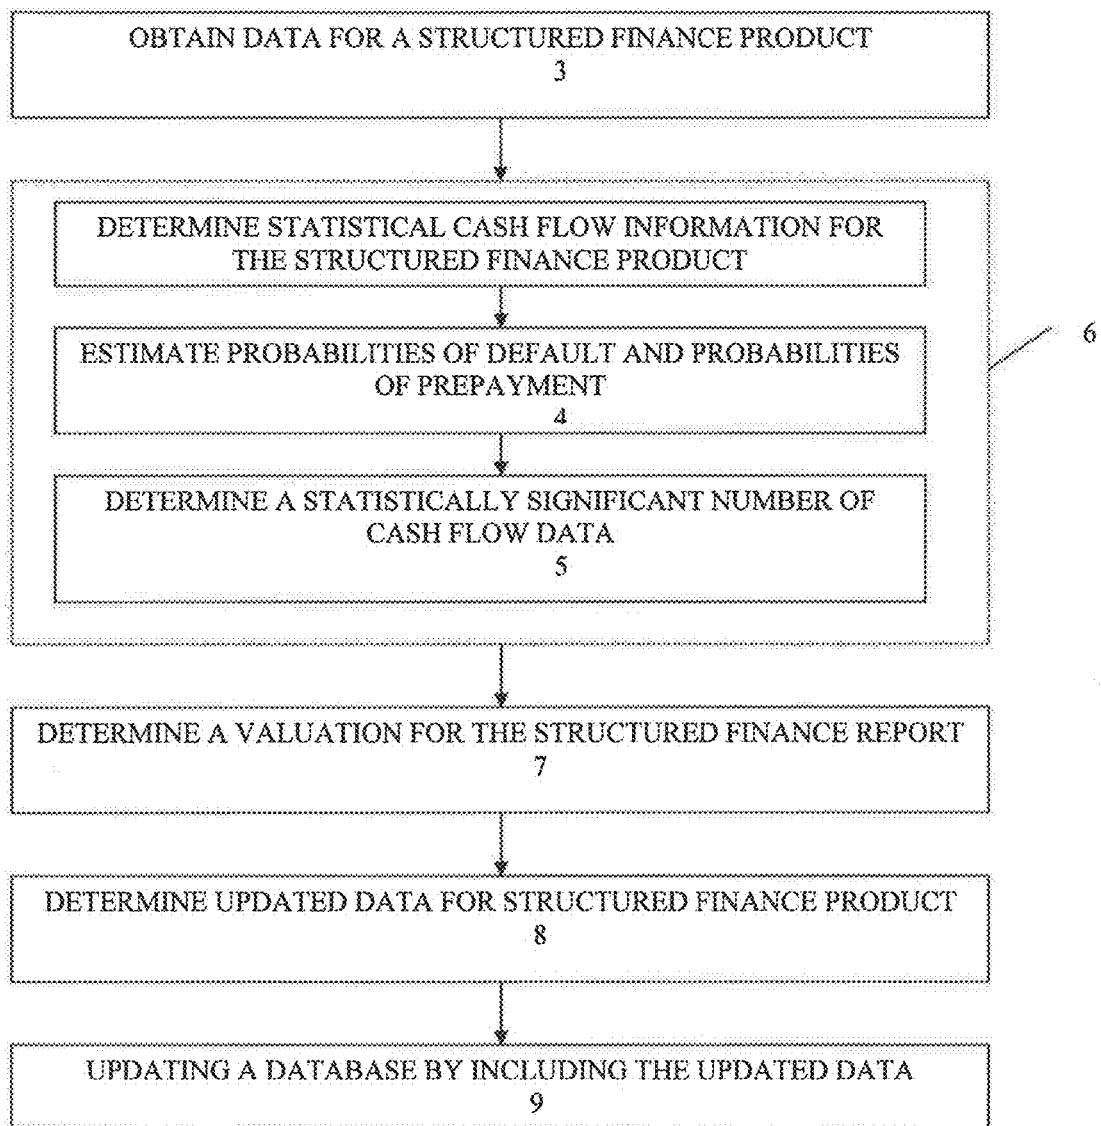 OBTAIN DATA FOR A STRUCTURED FINANCE PRODUCT
3
DETERMINE STATISTICAL CASH FLOW INFORMATION FOR
THE STRUCTURED FINANCE PRODUCT
ESTIMATE PROBABILITIES OF DEFAULT AND PROBABILITIES
OF PREPAYMENT
4
6
DETERMINE A STATISTICALLY SIGNIFICANT NUMBER OF
CASH FLOW DATA
5
DETERMINE A VALUATION FOR THE STRUCTURED FINANCE REPORT
7
DETERMINE UPDATED DATA FOR STRUCTURED FINANCE PRODUCT
8
UPDATING A DATABASE BY INCLUDING THE UPDATED DATA
9